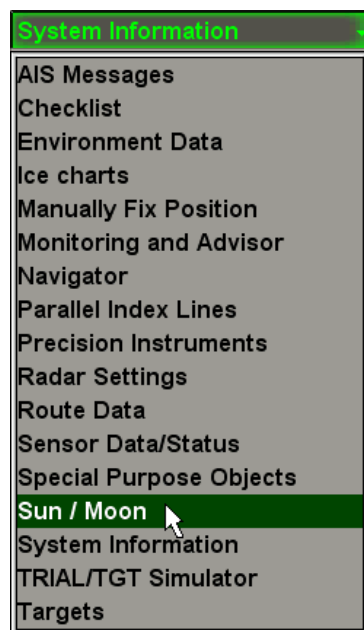 System Information
AIS Messages
Checklist
Environment Data
Ice charts
Manually Fix Position
Monitoring and Advisor
Navigator
Parallel Index Lines
Precision Instruments
Radar Settings
Route Data
Sensor Data/Status
Special Purpose Objects
Sun / Moon
System Information
TRIAL/TGT Simulator
Targets